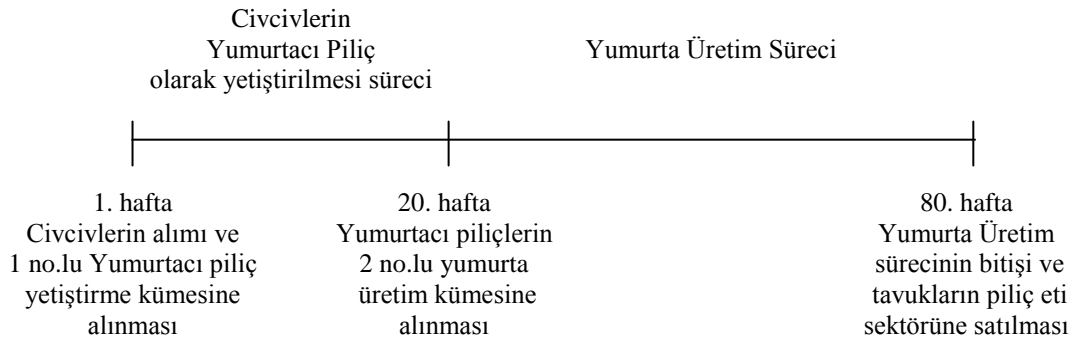 Civcivlerin
Yumurtacı Piliç
olarak yetiştirilmesi süreci
Yumurta Üretim Süreci
1. hafta
Civcivlerin alımı ve
1 no.lu Yumurtacı piliç
yetiştirme kümesine
alınması
20. hafta
Yumurtacı piliçlerin
2 no.lu yumurta
üretim kümesine
alınması
80. hafta
Yumurta Üretim
sürecinin bitişi ve
tavukların piliç eti
sektörüne satılması